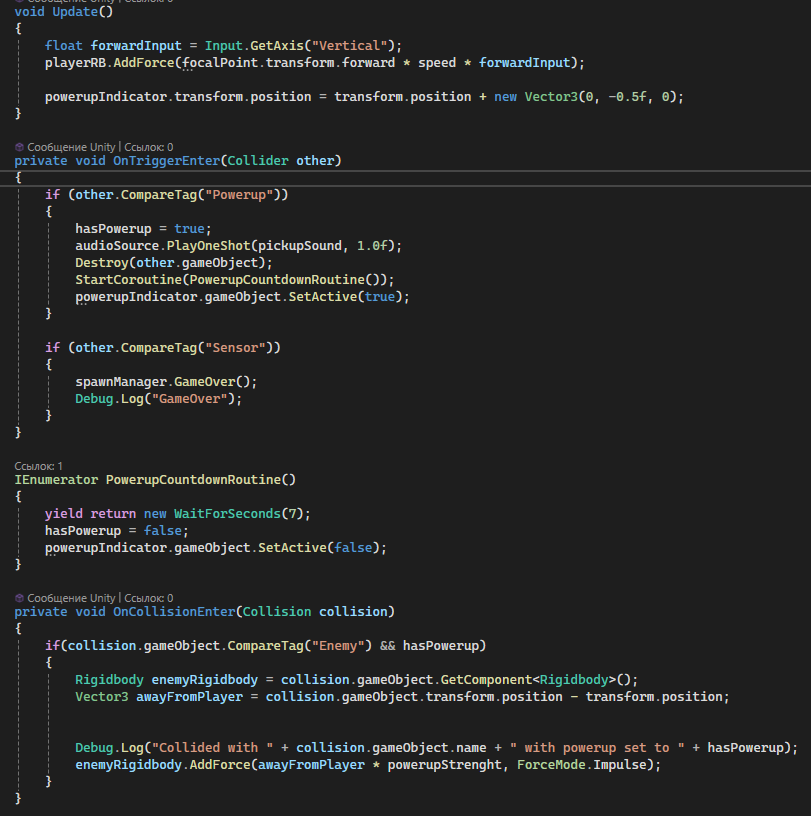 Сообщение Unity | Ссылок: 0
void Update()
{
    float forwardInput = Input.GetAxis("Vertical");
    playerRB.AddForce(focalPoint.transform.forward * speed * forwardInput);

    powerupIndicator.transform.position = transform.position + new Vector3(0, -0.5f, 0);
}

Сообщение Unity | Ссылок: 0
private void OnTriggerEnter(Collider other)
{
    if (other.CompareTag("Powerup"))
    {
        hasPowerup = true;
        audioSource.PlayOneShot(pickupSound, 1.0f);
        Destroy(other.gameObject);
        StartCoroutine(PowerupCountdownRoutine());
        powerupIndicator.gameObject.SetActive(true);
    }

    if (other.CompareTag("Sensor"))
    {
        spawnManager.GameOver();
        Debug.Log("GameOver");
    }
}

Ссылок: 1
IEnumerator PowerupCountdownRoutine()
{
    yield return new WaitForSeconds(7);
    hasPowerup = false;
    powerupIndicator.gameObject.SetActive(false);
}

Сообщение Unity | Ссылок: 0
private void OnCollisionEnter(Collision collision)
{
    if(collision.gameObject.CompareTag("Enemy") && hasPowerup)
    {
        Rigidbody enemyRigidbody = collision.gameObject.GetComponent<Rigidbody>();
        Vector3 awayFromPlayer = collision.gameObject.transform.position - transform.position;


        Debug.Log("Collided with " + collision.gameObject.name + " with powerup set to " + hasPowerup);
        enemyRigidbody.AddForce(awayFromPlayer * powerupStrenght, ForceMode.Impulse);
    }
}